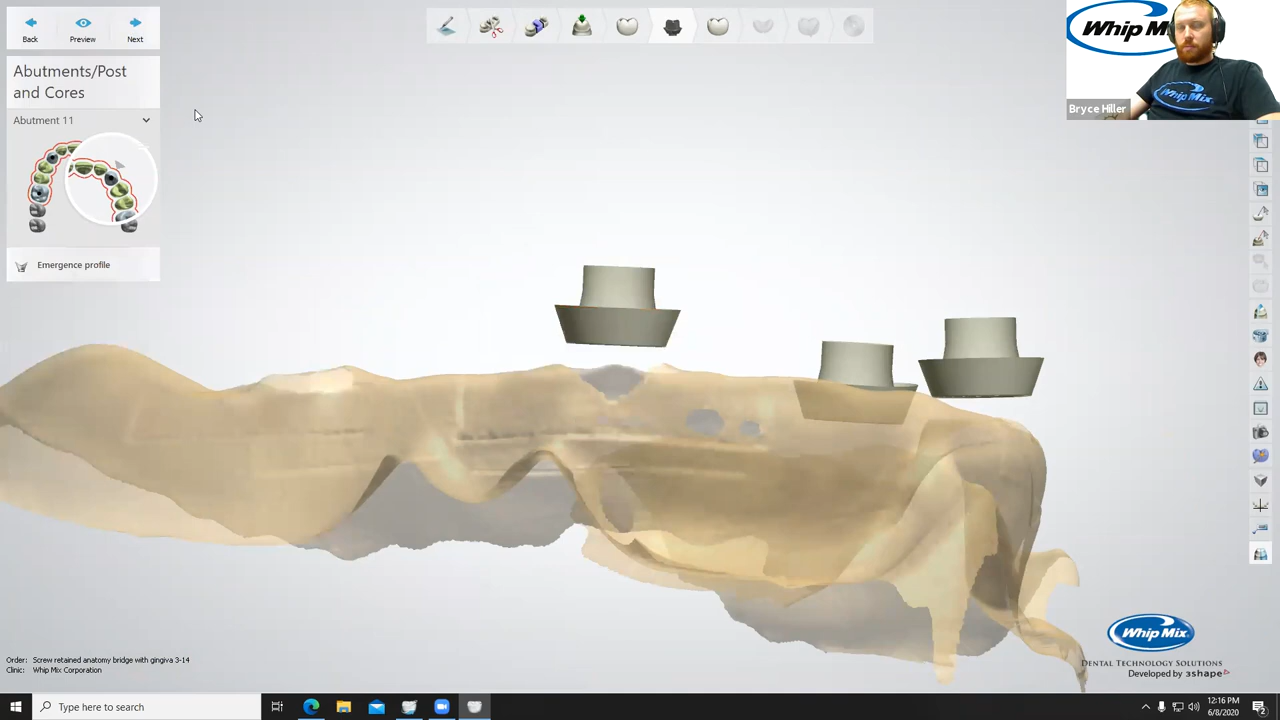 Back
Preview
Next
Abutments/Post
and Cores
Abutment 11
Emergence profile
Whip Mix
Whip Mix
Bryce Hiller
Order: Screw retained anatomy bridge with gingiva 3-14
Clinic: Whip Mix Corporation
Whip Mix
DENTAL TECHNOLOGY SOLUTIONS
Developed by 3shape
Type here to search
12:16 PM
6/8/2020
2